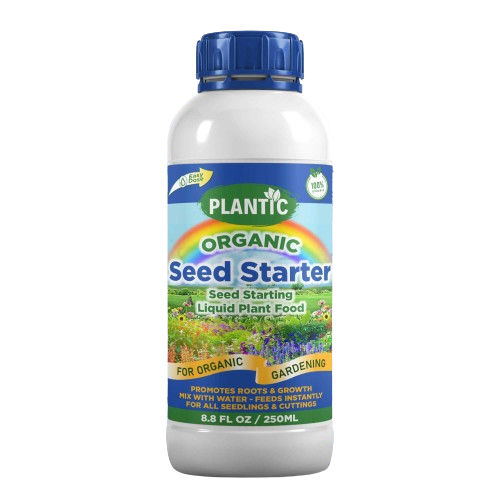 Easy
Dose
PLANTIC
100%
ORGANIC
Seed Starter
Seed Starting
Liquid Plant Food
FOR ORGANIC GARDENING
PROMOTES ROOTS & GROWTH
MIX WITH WATER - FEEDS INSTANTLY
FOR ALL SEEDLINGS & CUTTINGS
8.8 FL OZ / 250ML